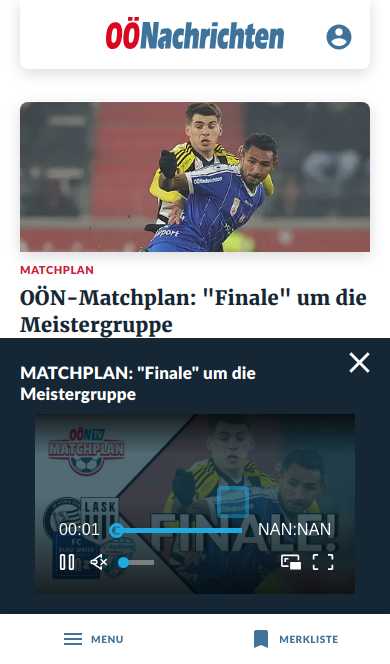 OÖNachrichten
MATCHPLAN
OÖN-Matchplan: "Finale" um die
Meistergruppe
MATCHPLAN: "Finale" um die
Meistergruppe
OÖN TV
MATCHPLAN
LASK
FC
FINALE!
00:01
NAN:NAN
MENU
MERKLISTE